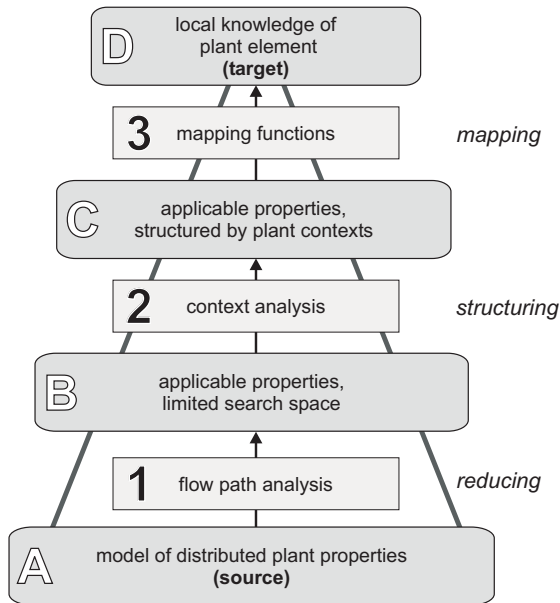 D
local knowledge of
plant element
(target)
3
mapping functions
mapping
C
applicable properties,
structured by plant contexts
2
context analysis
structuring
B
applicable properties,
limited search space
1
flow path analysis
reducing
A
model of distributed plant properties
(source)